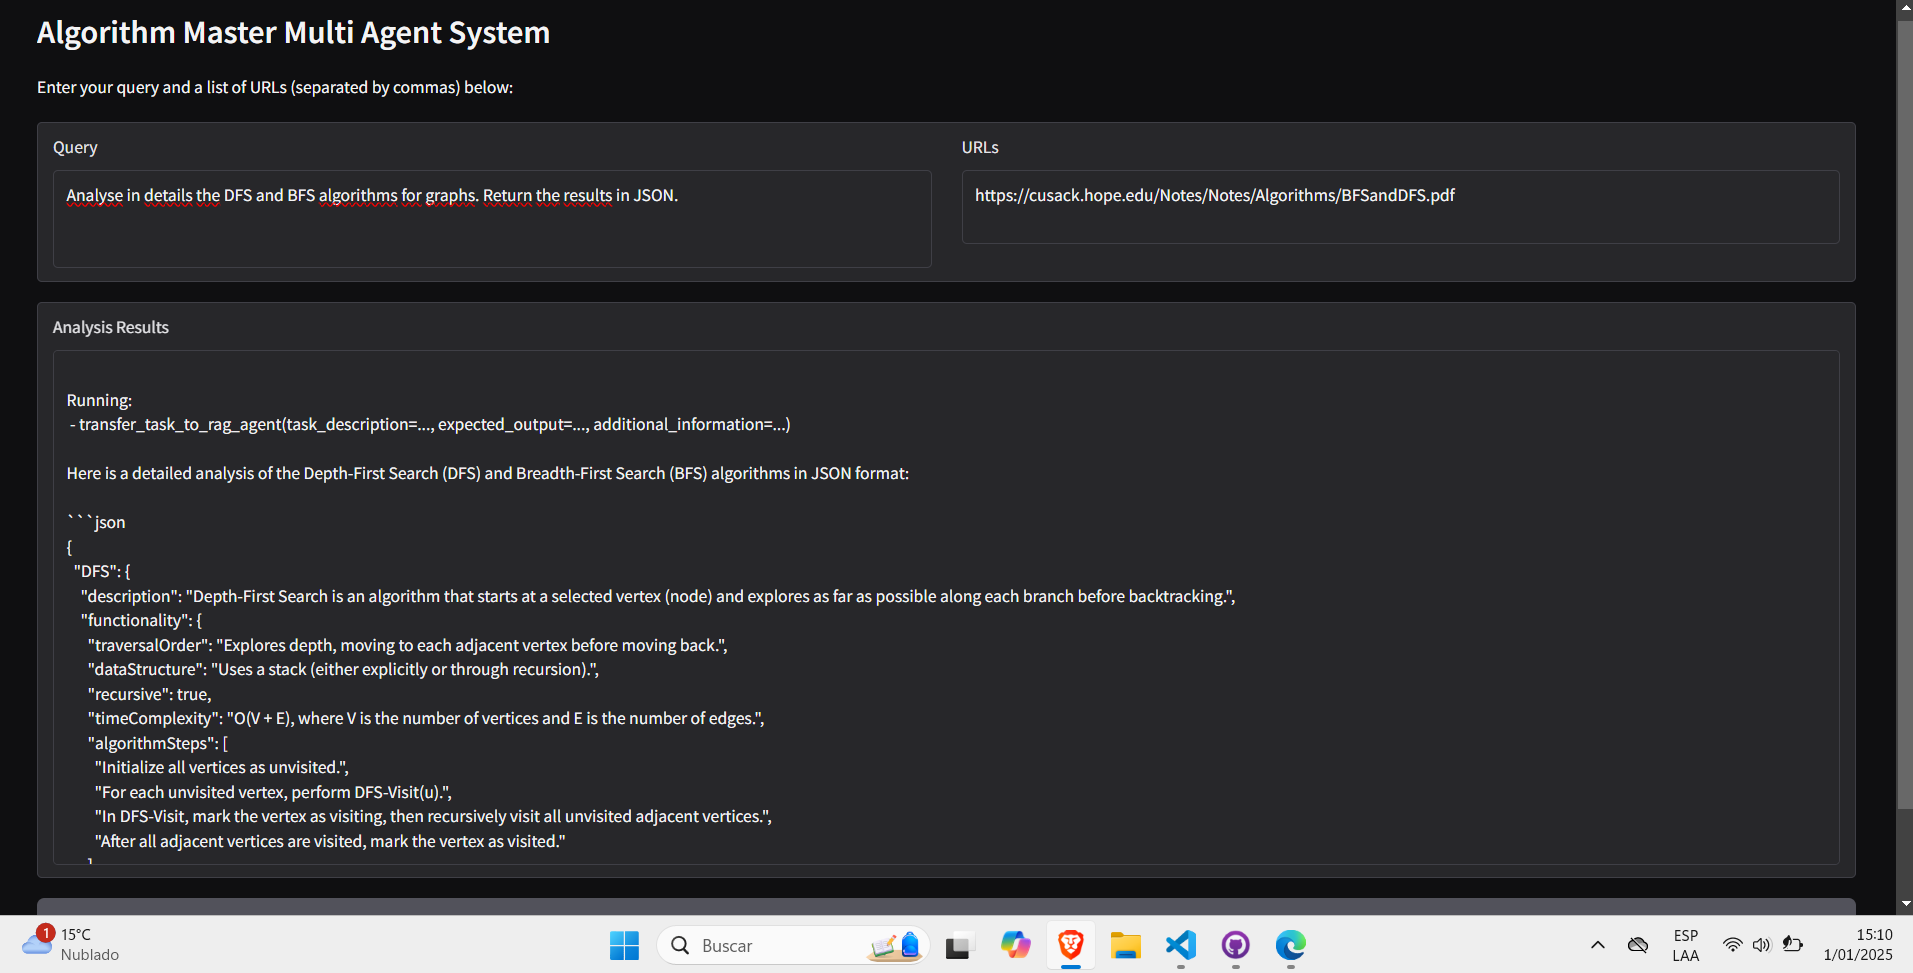 Algorithm Master Multi Agent System
Enter your query and a list of URLs (separated by commas) below:
Query
Analyse in details the DFS and BFS algorithms for graphs. Return the results in JSON.
URLs
https://cusack.hope.edu/Notes/Notes/Algorithms/BFSandDFS.pdf
Analysis Results
Running:
- transfer_task_to_rag_agent(task_description=..., expected_output=..., additional_information=...)
Here is a detailed analysis of the Depth-First Search (DFS) and Breadth-First Search (BFS) algorithms in JSON format:
```json
{
"DFS": {
"description": "Depth-First Search is an algorithm that starts at a selected vertex (node) and explores as far as possible along each branch before backtracking.",
"functionality": {
"traversalOrder": "Explores depth, moving to each adjacent vertex before moving back.",
"dataStructure": "Uses a stack (either explicitly or through recursion).",
"recursive": true,
"timeComplexity": "O(V + E), where V is the number of vertices and E is the number of edges.",
"algorithmSteps": [
"Initialize all vertices as unvisited.",
"For each unvisited vertex, perform DFS-Visit(u).",
"In DFS-Visit, mark the vertex as visiting, then recursively visit all unvisited adjacent vertices.",
"After all adjacent vertices are visited, mark the vertex as visited."
]
1
15°C
Nublado
Buscar
ESP
LAA
15:10
1/01/2025